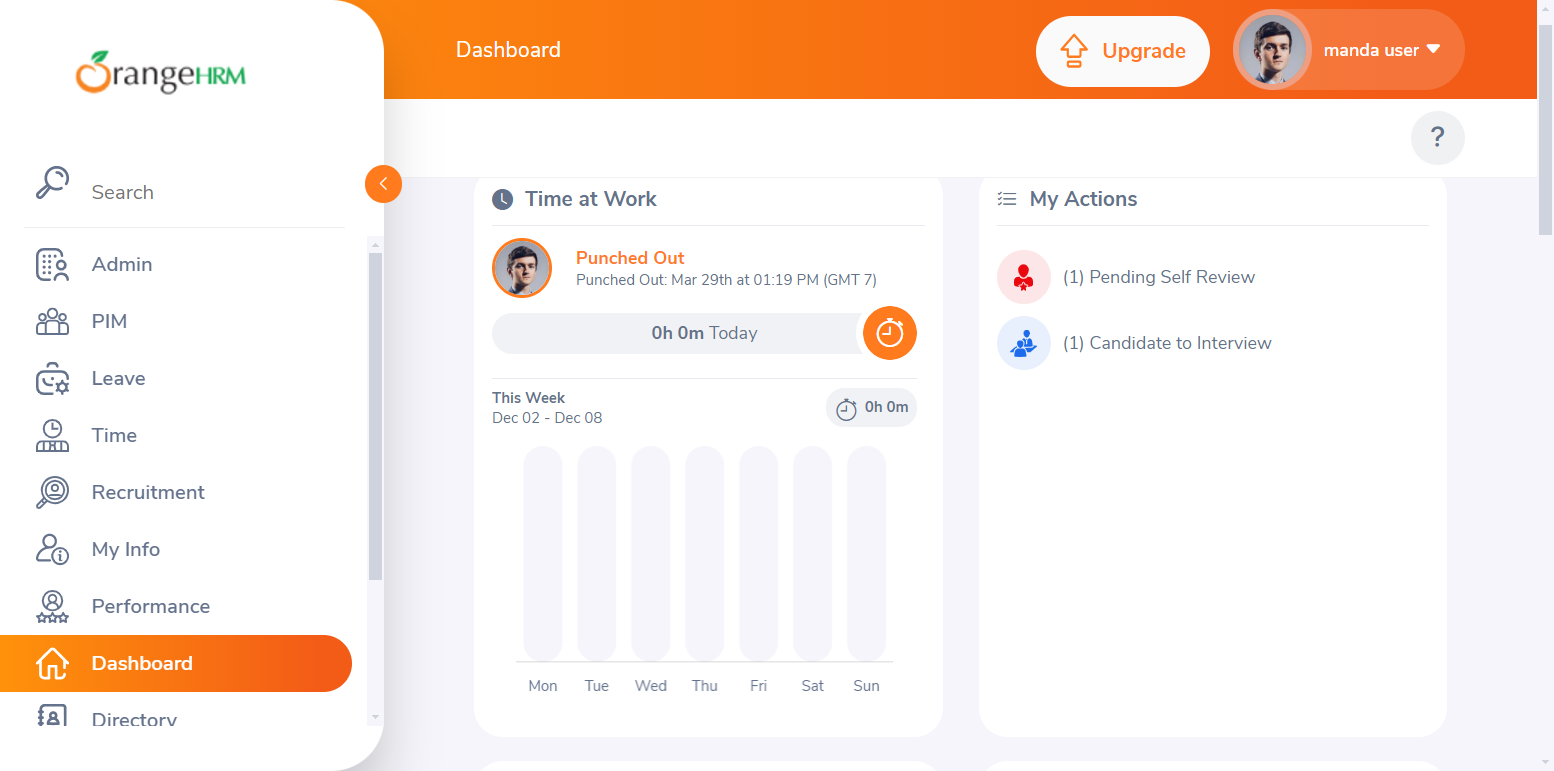 OrangeHRM
Dashboard
Upgrade
manda user
?
Search
Admin
PIM
Leave
Time
Recruitment
My Info
Performance
Dashboard
Directory
Time at Work
Punched Out
Punched Out: Mar 29th at 01:19 PM (GMT 7)
0h 0m Today
This Week
Dec 02 - Dec 08
0h 0m
Mon Tue Wed Thu Fri Sat Sun
My Actions
(1) Pending Self Review
(1) Candidate to Interview